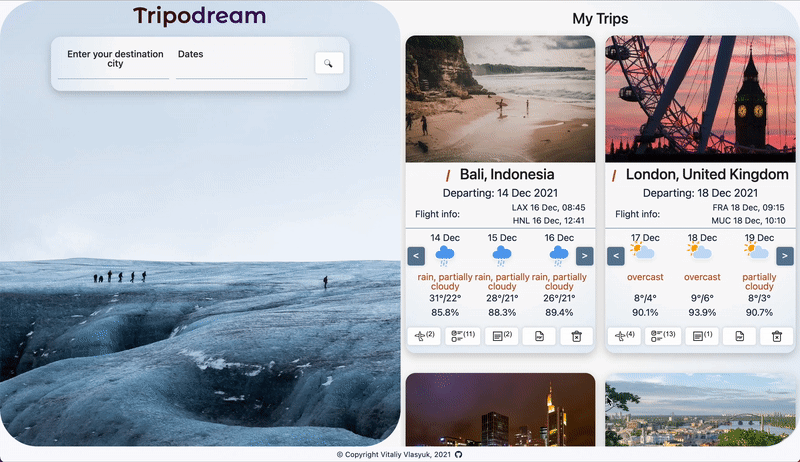 Tripodream
Enter your destination
city
Dates
My Trips
/ Bali, Indonesia
Departing: 14 Dec 2021
Flight info:
LAX 16 Dec, 08:45
HNL 16 Dec, 12:41
14 Dec
15 Dec
16 Dec
<
>
rain, partially
cloudy
rain, partially
cloudy
rain, partially
cloudy
31°/22°
28°/21°
26°/21°
85.8%
88.3%
89.4%
(2)
(11)
(2)
/ London, United Kingdom
Departing: 18 Dec 2021
Flight info:
FRA 18 Dec, 09:15
MUC 18 Dec, 10:10
17 Dec
18 Dec
19 Dec
<
>
overcast
overcast
partially
cloudy
8°/4°
9°/6°
8°/3°
90.1%
93.9%
90.7%
(4)
(13)
(1)
© Copyright Vitaliy Vlasyuk, 2021